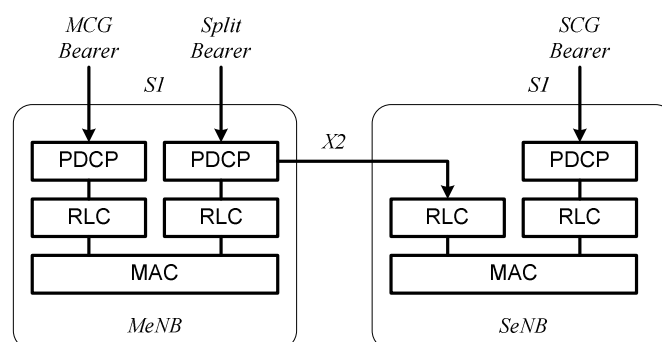 MCG
Bearer
Split
Bearer
SCG
Bearer
S1
S1
X2
PDCP
PDCP
PDCP
RLC
RLC
RLC
RLC
MAC
MAC
MeNB
SeNB